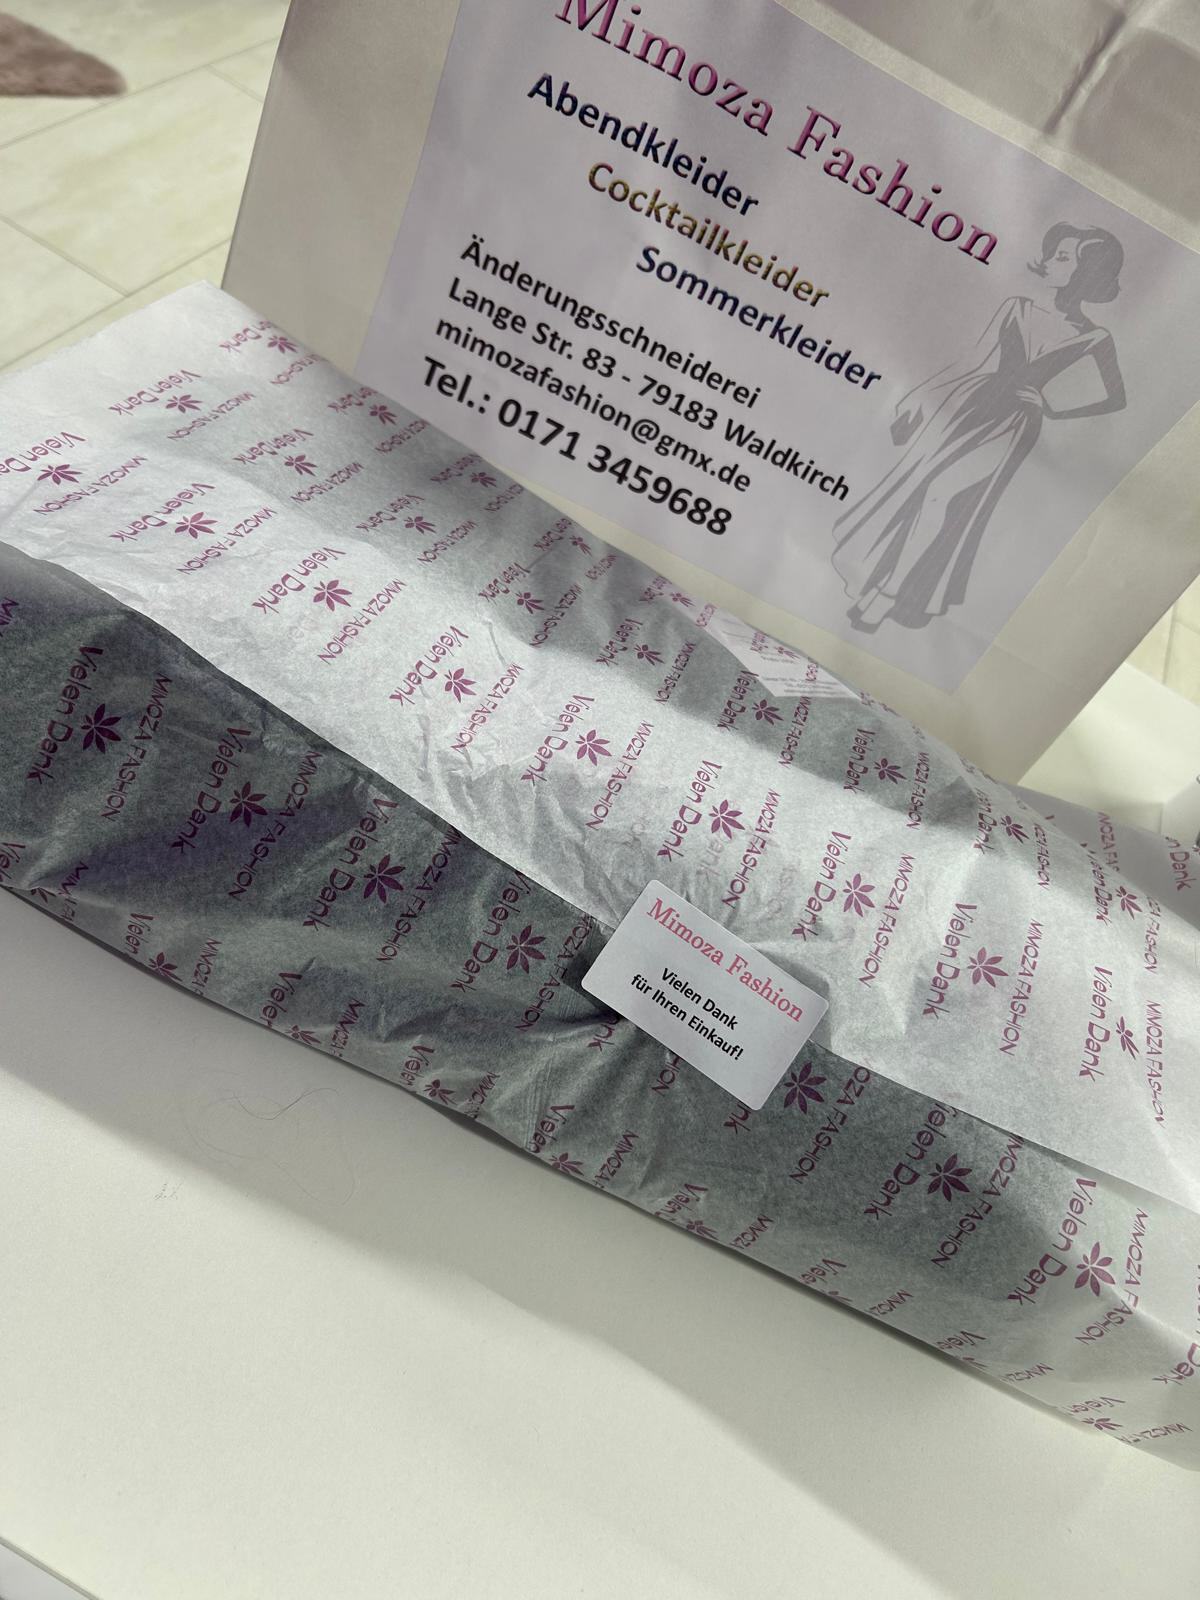 Mimoza Fashion
Abendkleider
Cocktailkleider
Sommerkleider
Änderungsschneiderei
Lange Str. 83 - 79183 Waldkirch
mimozafashion@gmx.de
Tel.: 0171 3459688
Vielen Dank
MIMOZA FASHION
Mimoza Fashion
Vielen Dank
für Ihren Einkauf!